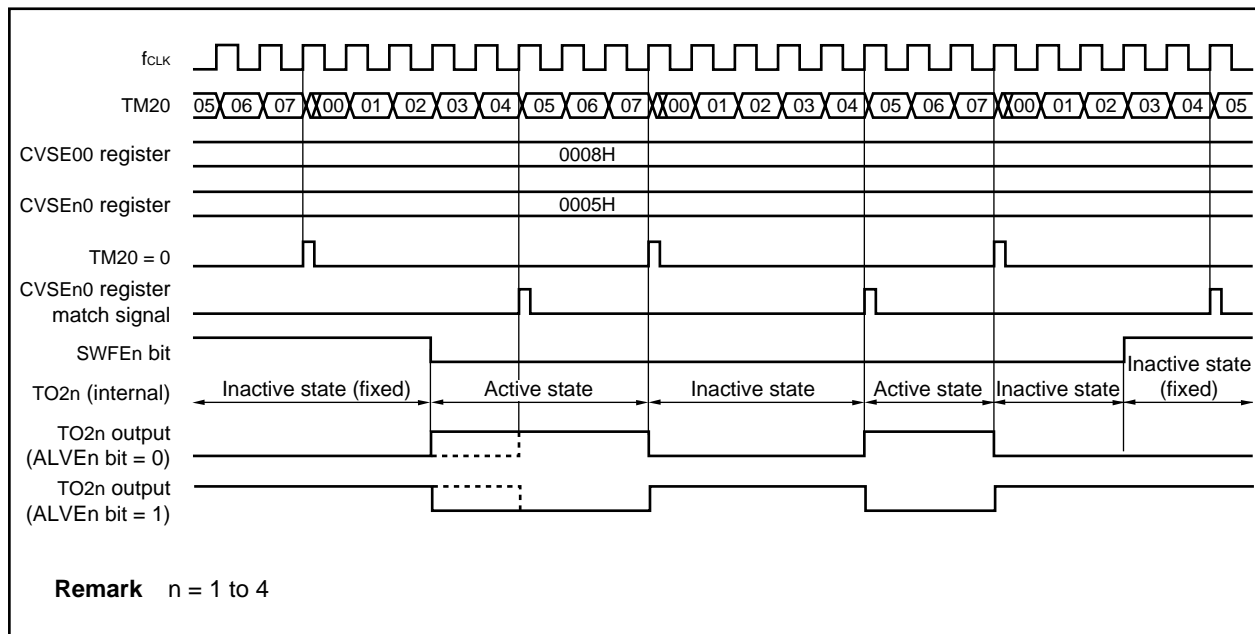 fCLK
TM20 05 06 07 00 01 02 03 04 05 06 07 00 01 02 03 04 05 06 07 00 01 02 03 04 05
CVSE00 register 0008H
CVSEn0 register 0005H
TM20 = 0
CVSEn0 register
match signal
SWFEn bit
TO2n (internal) Inactive state (fixed) Active state Inactive state Active state Inactive state Inactive state
(fixed)
TO2n output
(ALVEn bit = 0)
TO2n output
(ALVEn bit = 1)
Remark n = 1 to 4